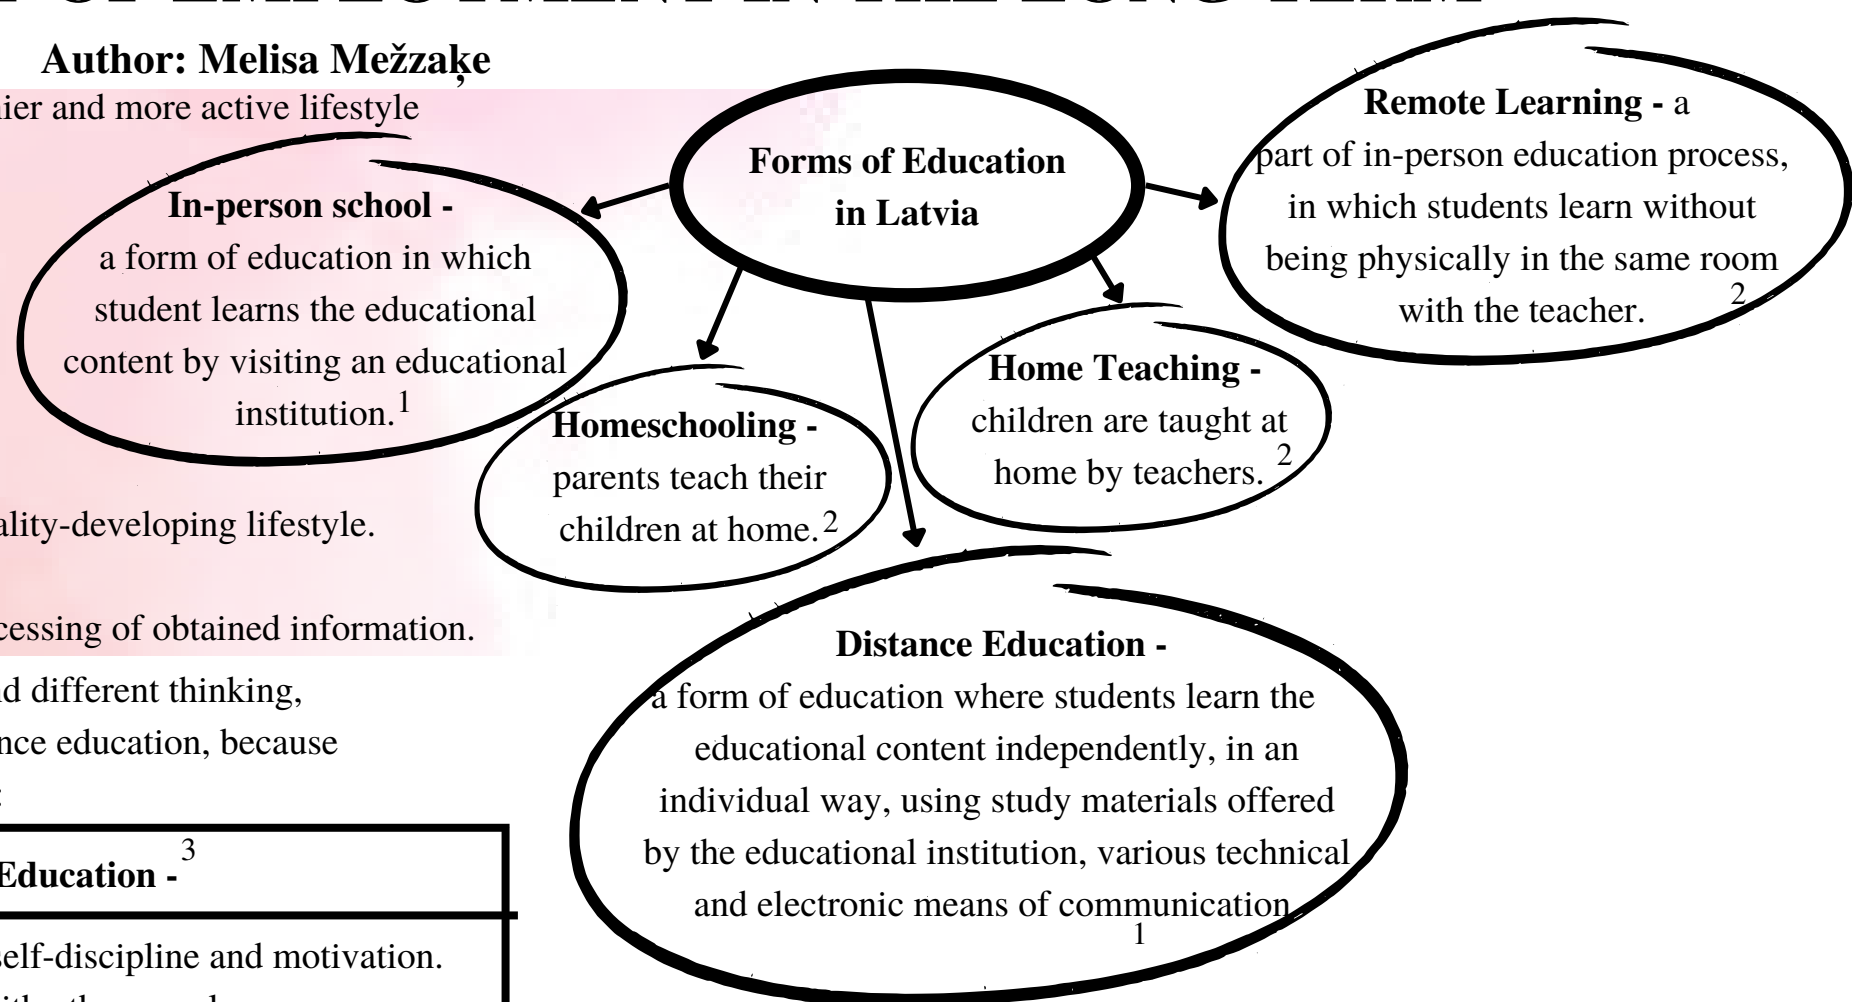 OF EMPLOYMENT IN THE LONG TERM
Author: Melisa Mežzaķe
and more active lifestyle
Forms of Education
in Latvia
In-person school -
a form of education in which
student learns the educational
content by visiting an educational
institution.1
Homeschooling -
parents teach their
children at home.2
Home Teaching -
children are taught at
home by teachers. 2
Remote Learning - a
part of in-person education process,
in which students learn without
being physically in the same room
with the teacher. 2
Distance Education -
a form of education where students learn the
educational content independently, in an
individual way, using study materials offered
by the educational institution, various technical
and electronic means of communication
1
ality-developing lifestyle.
cessing of obtained information.
different thinking,
nce education, because
:
Education - 3
self-discipline and motivation.